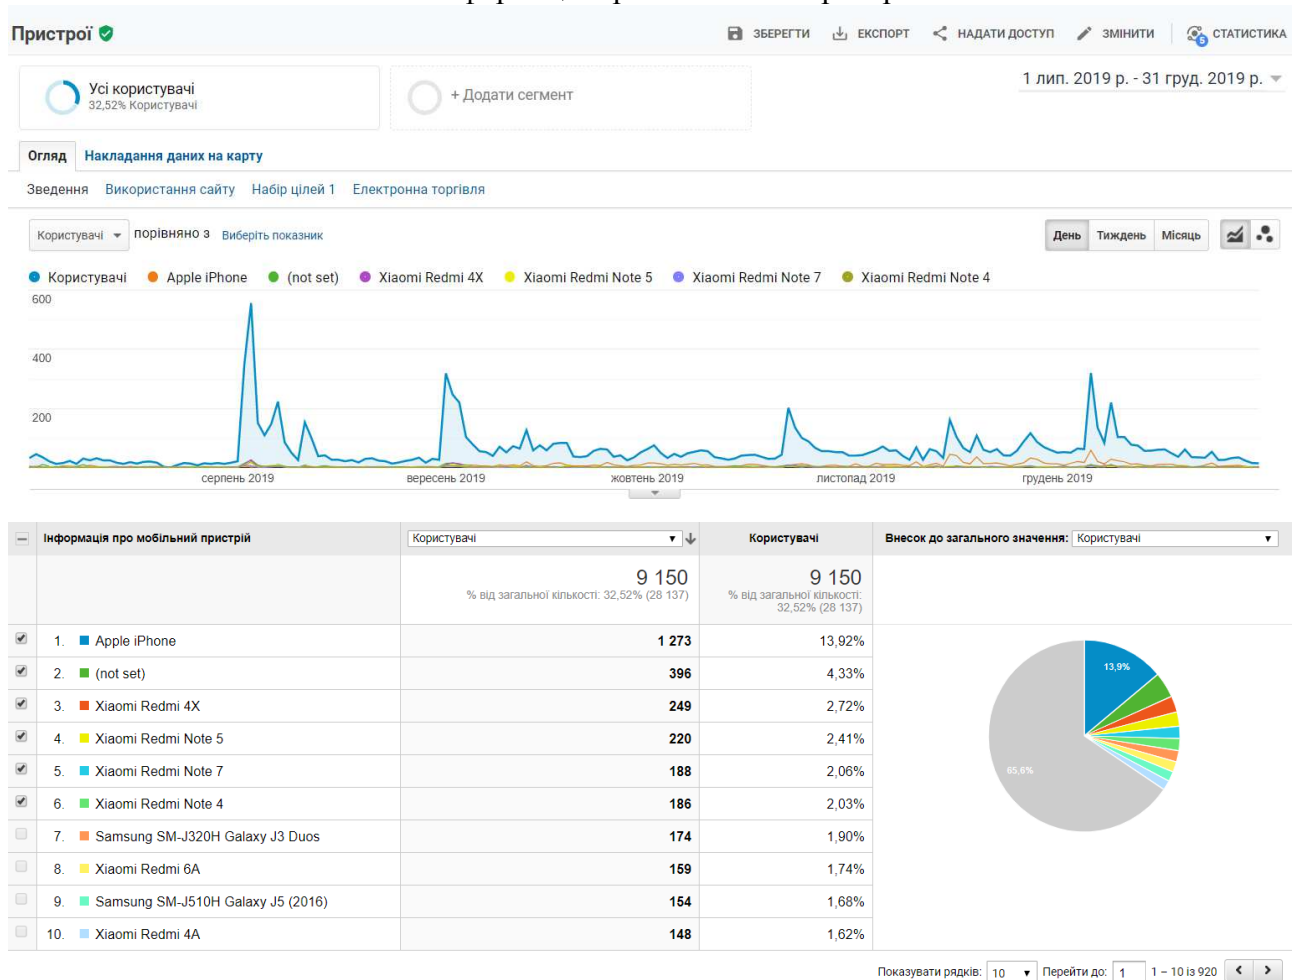 Пристрої
ЗБЕРЕГТИ ЕКСПОРТ НАДАТИ ДОСТУП ЗМІНИТИ 5 СТАТИСТИКА
Усі користувачі
32,52% Користувачі
+ Додати сегмент
1 лип. 2019 р. - 31 груд. 2019 р.
Огляд Накладання даних на карту
Зведення Використання сайту Набір цілей 1 Електронна торгівля
Користувачі порівняно з Виберіть показник
День Тиждень Місяць
Користувачі Apple iPhone (not set) Xiaomi Redmi 4X Xiaomi Redmi Note 5 Xiaomi Redmi Note 7 Xiaomi Redmi Note 4
600
400
200
серпень 2019 вересень 2019 жовтень 2019 листопад 2019 грудень 2019
Інформація про мобільний пристрій Користувачі Користувачі Внесок до загального значення: Користувачі
9 150 9 150
% від загальної кількості: 32,52% (28 137) % від загальної кількості:
32,52% (28 137)
1. Apple iPhone 1 273 13,92%
2. (not set) 396 4,33%
3. Xiaomi Redmi 4X 249 2,72%
4. Xiaomi Redmi Note 5 220 2,41%
5. Xiaomi Redmi Note 7 188 2,06%
6. Xiaomi Redmi Note 4 186 2,03%
7. Samsung SM-J320H Galaxy J3 Duos 174 1,90%
8. Xiaomi Redmi 6A 159 1,74%
9. Samsung SM-J510H Galaxy J5 (2016) 154 1,68%
10. Xiaomi Redmi 4A 148 1,62%
13,9%
65,6%
Показувати рядків: 10 Перейти до: 1 1 – 10 із 920